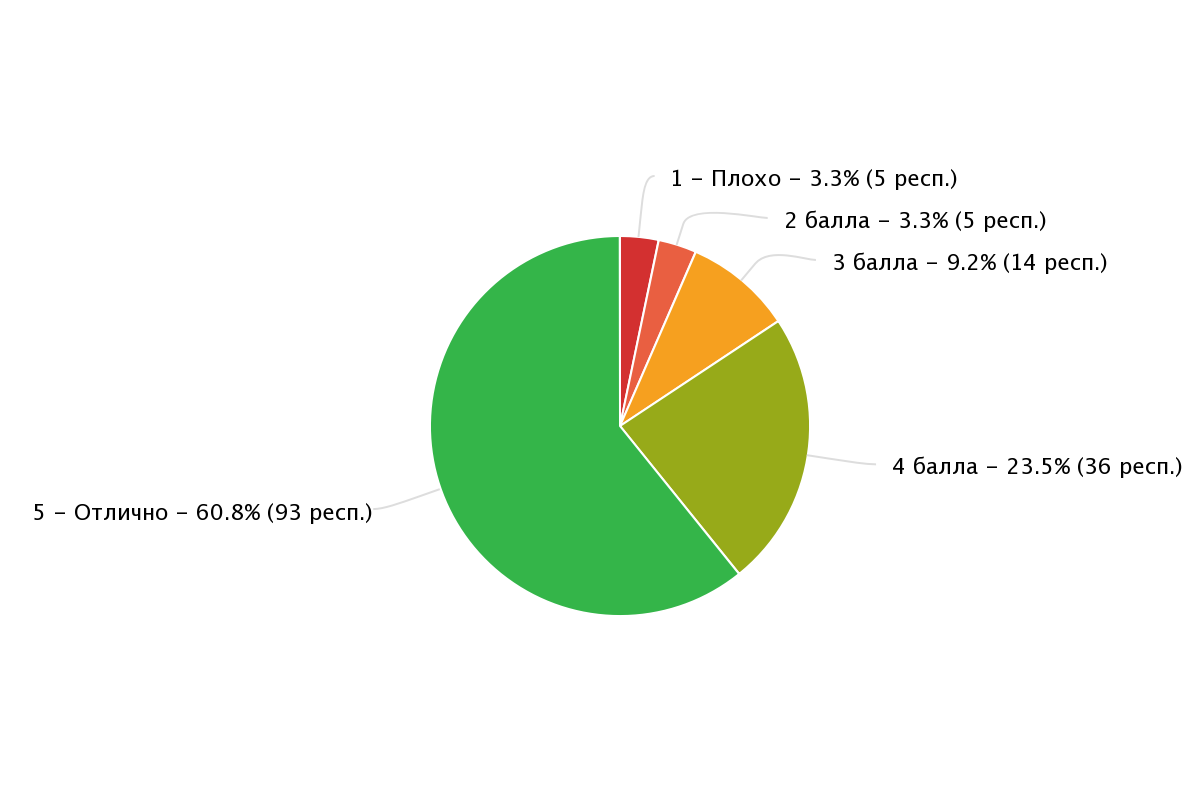 1 – Плохо – 3.3% (5 респ.)
2 балла – 3.3% (5 респ.)
3 балла – 9.2% (14 респ.)
4 балла – 23.5% (36 респ.)
5 – Отлично – 60.8% (93 респ.)